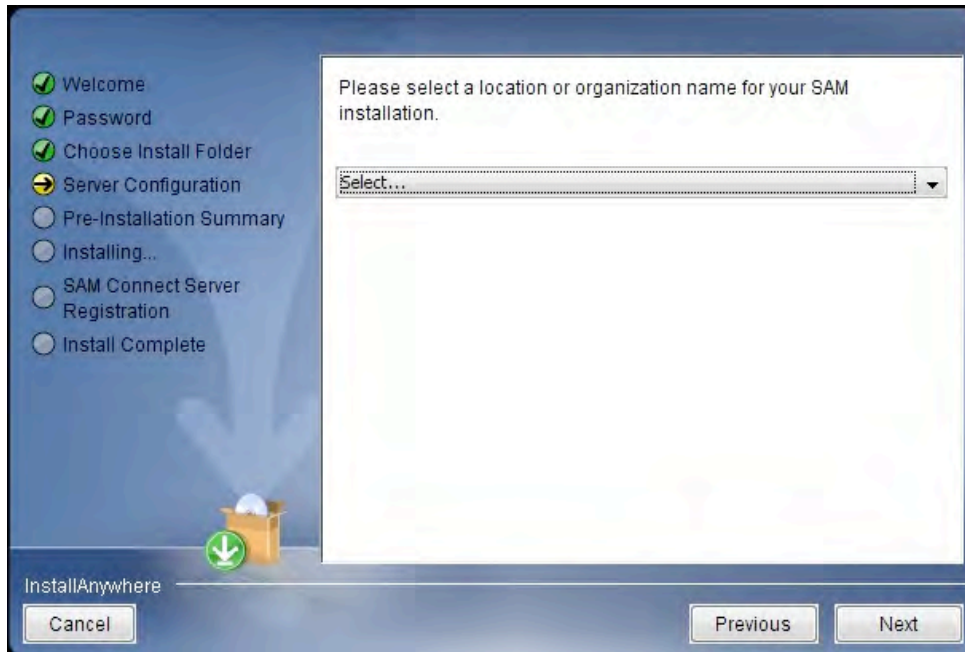 Welcome
Password
Choose Install Folder
Server Configuration
Pre-Installation Summary
Installing...
SAM Connect Server
Registration
Install Complete
Please select a location or organization name for your SAM
installation.
Select...
InstallAnywhere
Cancel
Previous
Next